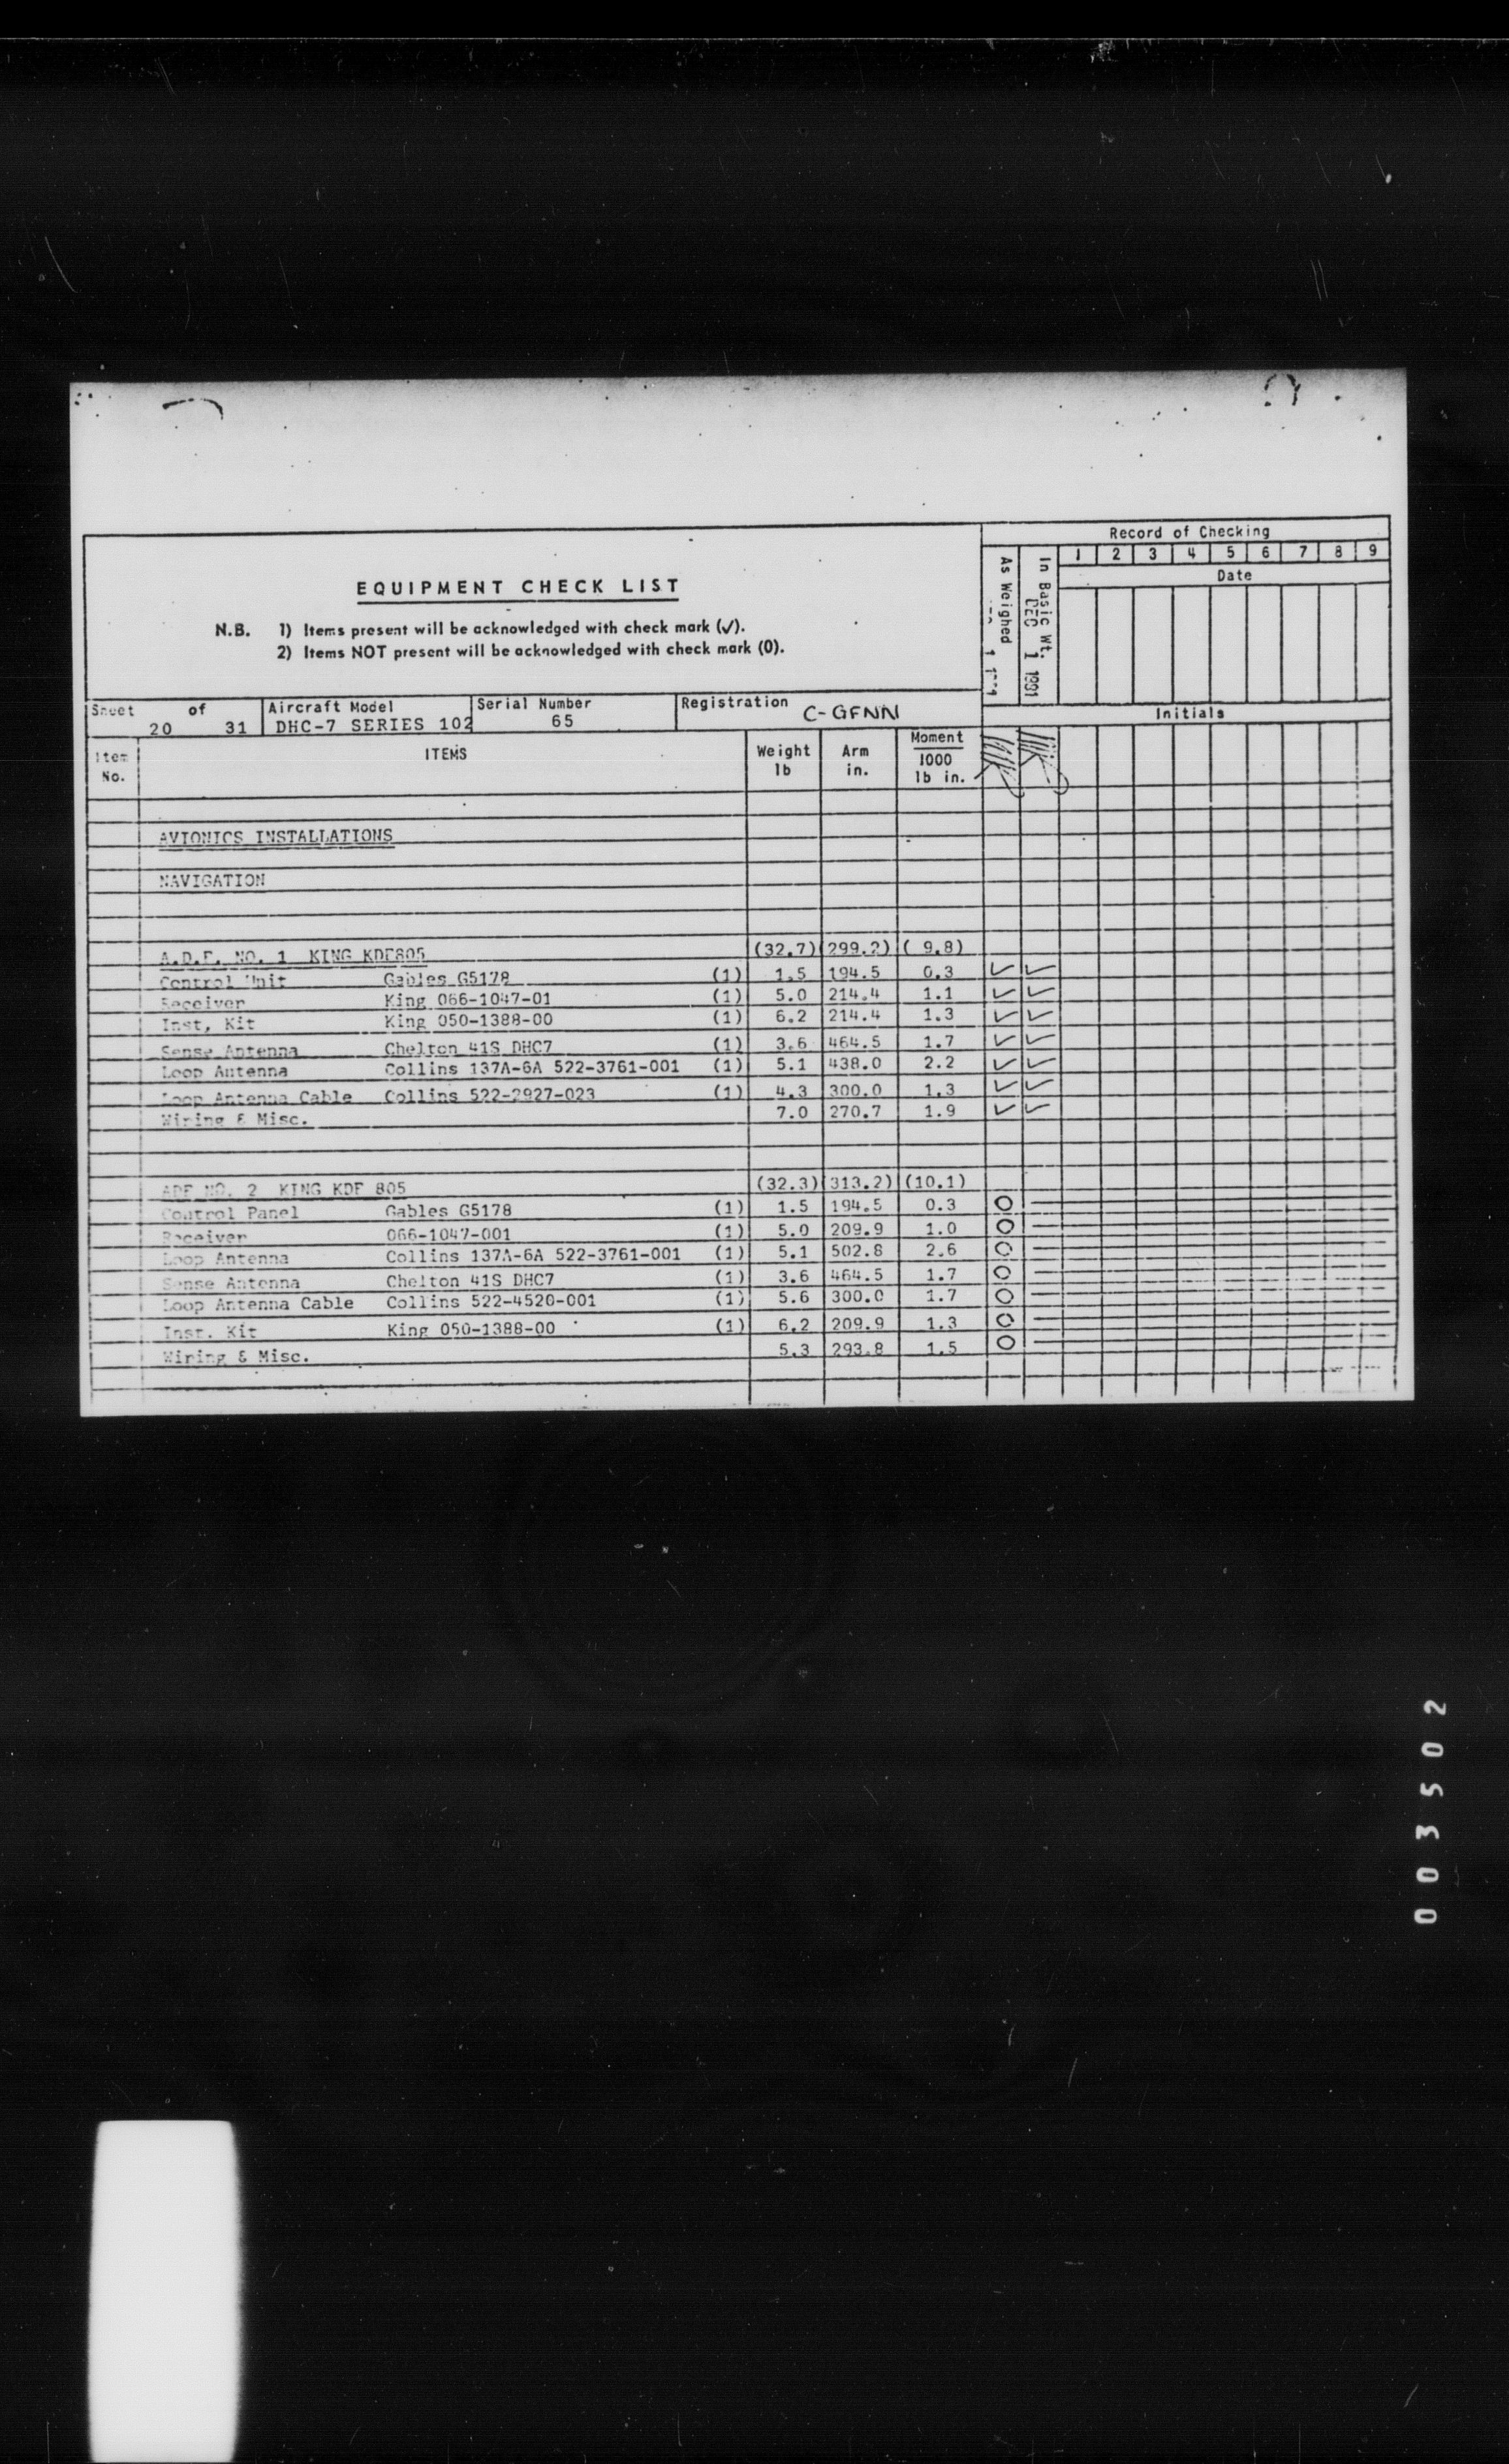 Record of Checking
1 2 3 4 5 6 7 8 9
As Weighed
In Basic Wt.
DEC 1 1991
Date
EQUIPMENT CHECK LIST
N.B. 1) Items present will be acknowledged with check mark (✓).
2) Items NOT present will be acknowledged with check mark (0).
Sheet 20 of 31
Aircraft Model DHC-7 SERIES 102
Serial Number 65
Registration C-GFNN
Initials
Item No. ITEMS Weight lb Arm in. Moment 1000 lb in.
AVIONICS INSTALLATIONS
NAVIGATION
A.D.F. NO. 1 KING KDF805 (32.7) (299.2) ( 9.8)
Control Unit Gables G5178 (1) 1.5 194.5 0.3 ✓ ✓
Receiver King 066-1047-01 (1) 5.0 214.4 1.1 ✓ ✓
Inst, Kit King 050-1388-00 (1) 6.2 214.4 1.3 ✓ ✓
Sense Antenna Chelton 41S DHC7 (1) 3.6 464.5 1.7 ✓ ✓
Loop Antenna Collins 137A-6A 522-3761-001 (1) 5.1 438.0 2.2 ✓ ✓
Loop Antenna Cable Collins 522-2927-023 (1) 4.3 300.0 1.3 ✓ ✓
Wiring & Misc. 7.0 270.7 1.9 ✓ ✓
ADF NO. 2 KING KDF 805 (32.3) (313.2) (10.1)
Control Panel Gables G5178 (1) 1.5 194.5 0.3 O
Receiver 066-1047-001 (1) 5.0 209.9 1.0 O
Loop Antenna Collins 137A-6A 522-3761-001 (1) 5.1 502.8 2.6 O
Sense Antenna Chelton 41S DHC7 (1) 3.6 464.5 1.7 O
Loop Antenna Cable Collins 522-4520-001 (1) 5.6 300.0 1.7 O
Inst. Kit King 050-1388-00 (1) 6.2 209.9 1.3 O
Wiring & Misc. 5.3 293.8 1.5 O
003502